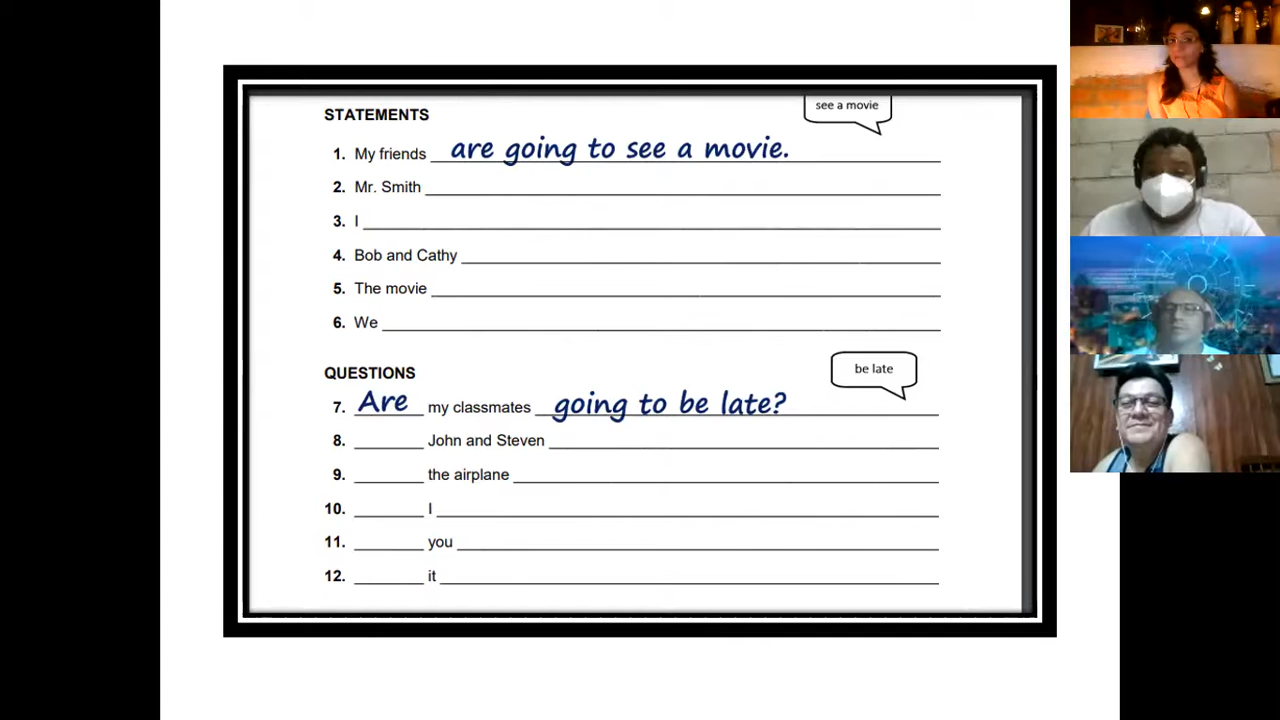 see a movie
STATEMENTS
1. My friends are going to see a movie.
2. Mr. Smith
3. I
4. Bob and Cathy
5. The movie
6. We
be late
QUESTIONS
7. Are my classmates going to be late?
8. John and Steven
9. the airplane
10. I
11. you
12. it